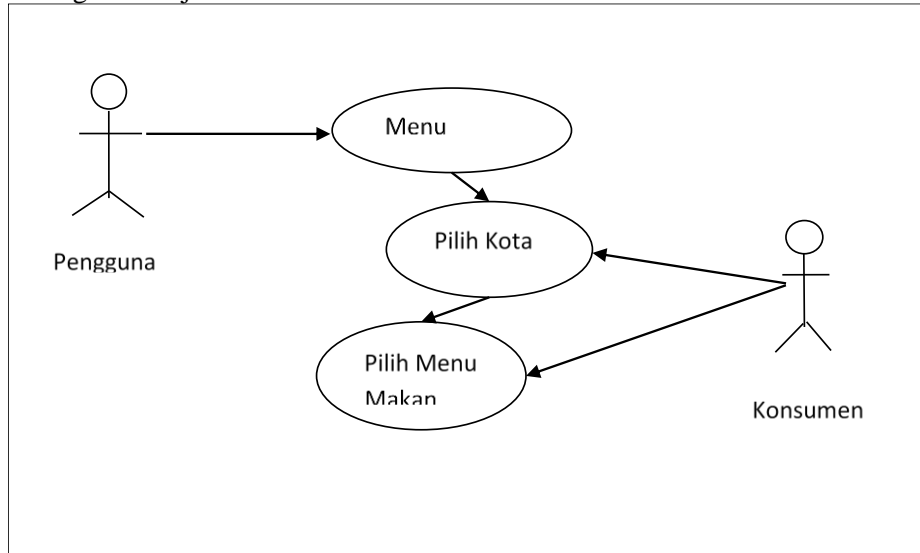 Menu
Pilih Kota
Pengguna
Pilih Menu
Makan
Konsumen